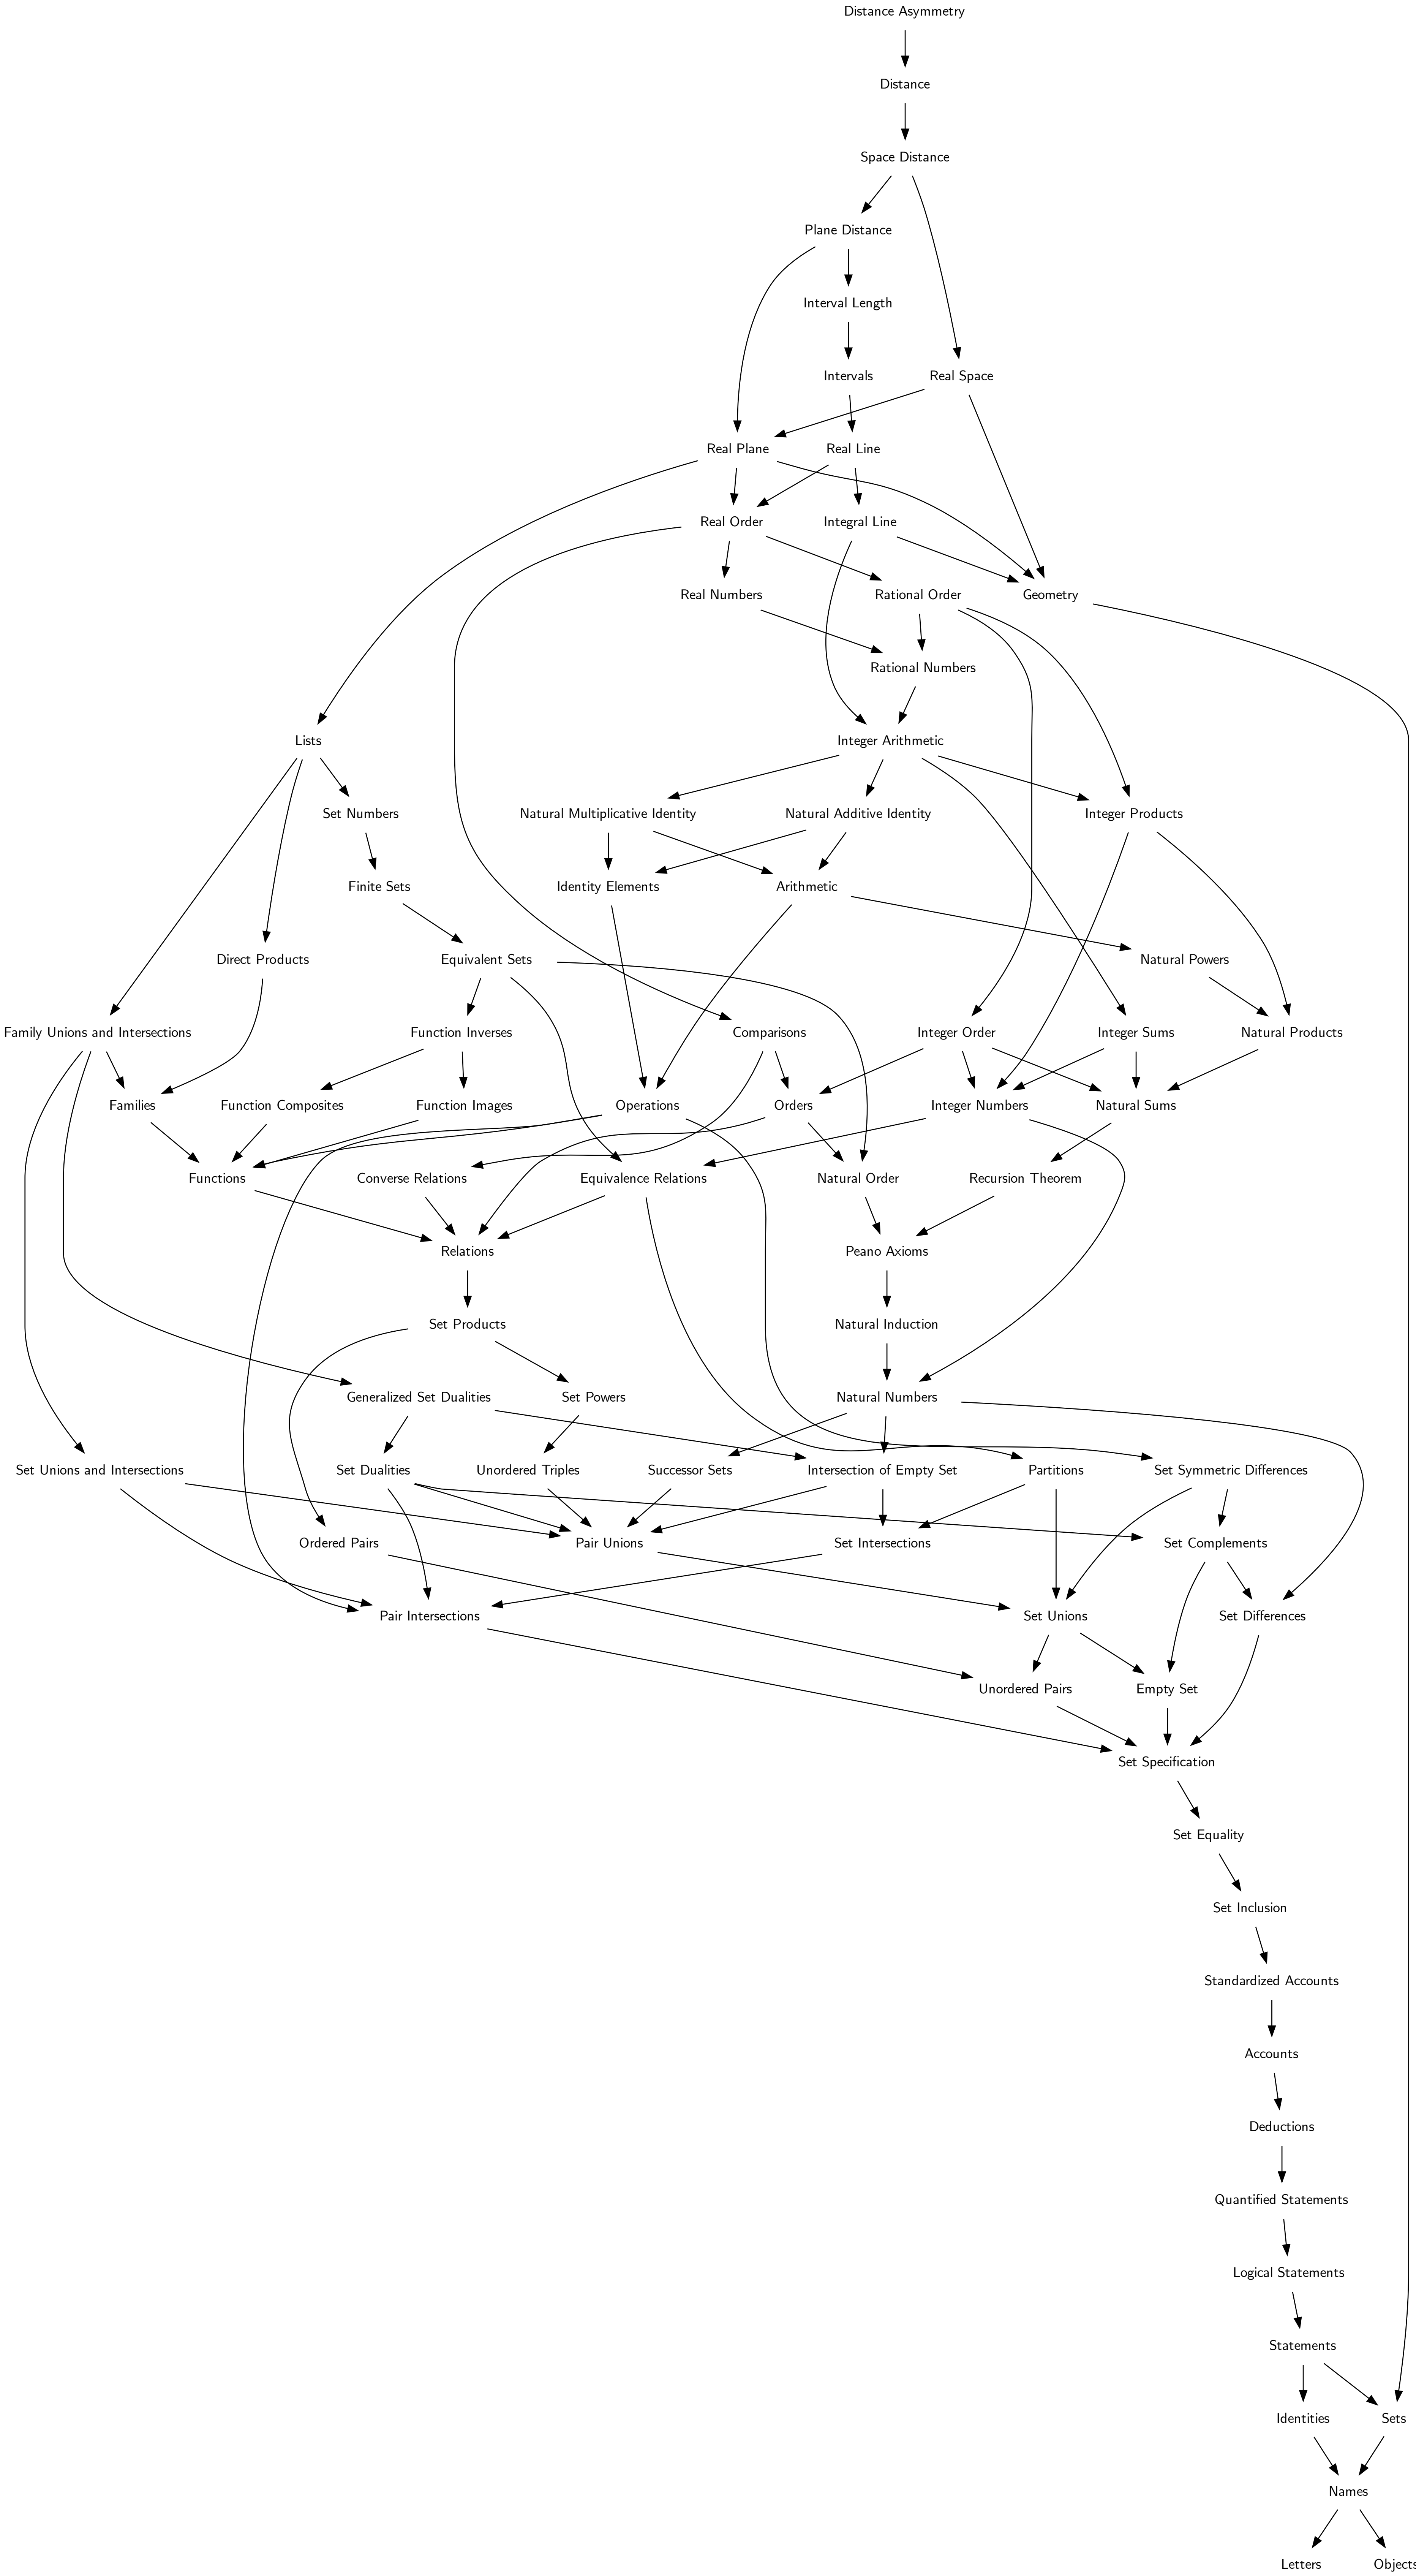 Distance Asymmetry
Distance
Space Distance
Plane Distance
Interval Length
Intervals
Real Space
Real Plane
Real Line
Real Order
Integral Line
Real Numbers
Rational Order
Geometry
Rational Numbers
Lists
Integer Arithmetic
Set Numbers
Natural Multiplicative Identity
Natural Additive Identity
Integer Products
Finite Sets
Identity Elements
Arithmetic
Direct Products
Equivalent Sets
Natural Powers
Family Unions and Intersections
Function Inverses
Comparisons
Integer Order
Integer Sums
Natural Products
Families
Function Composites
Function Images
Operations
Orders
Integer Numbers
Natural Sums
Functions
Converse Relations
Equivalence Relations
Natural Order
Recursion Theorem
Relations
Peano Axioms
Set Products
Natural Induction
Generalized Set Dualities
Set Powers
Natural Numbers
Set Unions and Intersections
Set Dualities
Unordered Triples
Successor Sets
Intersection of Empty Set
Partitions
Set Symmetric Differences
Ordered Pairs
Pair Unions
Set Intersections
Set Complements
Pair Intersections
Set Unions
Set Differences
Unordered Pairs
Empty Set
Set Specification
Set Equality
Set Inclusion
Standardized Accounts
Accounts
Deductions
Quantified Statements
Logical Statements
Statements
Identities
Sets
Names
Letters
Objects